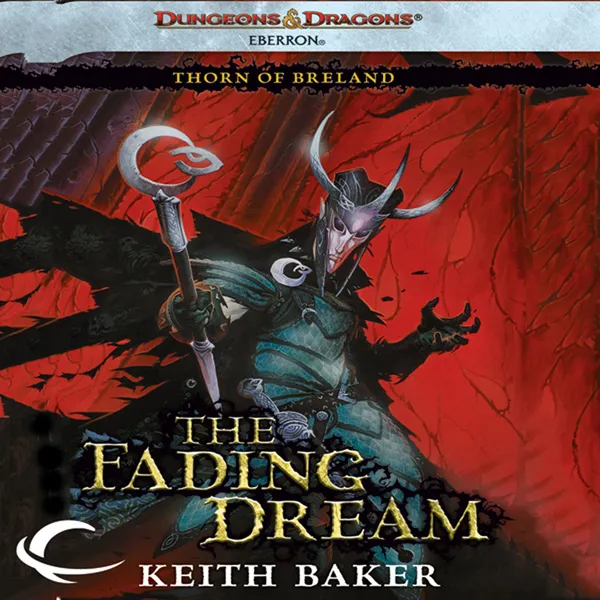 DUNGEONS & DRAGONS®
EBERRON®
THORN OF BRELAND
THE
FADING
DREAM
KEITH BAKER